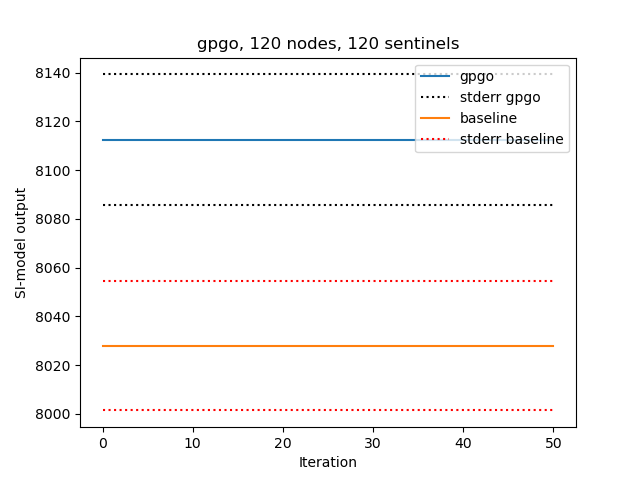 gpgo, 120 nodes, 120 sentinels
8140
8120
8100
8080
8060
8040
8020
8000
SI-model output
gpgo
stderr gpgo
baseline
stderr baseline
0 10 20 30 40 50
Iteration